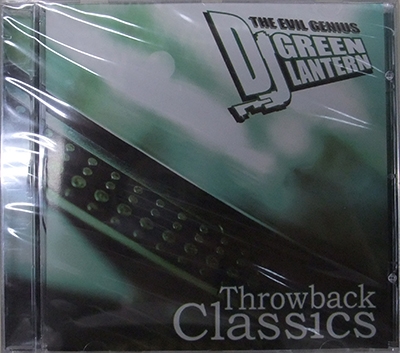 THE EVIL GENIUS
DJ GREEN
LANTERN
Throwback
Classics